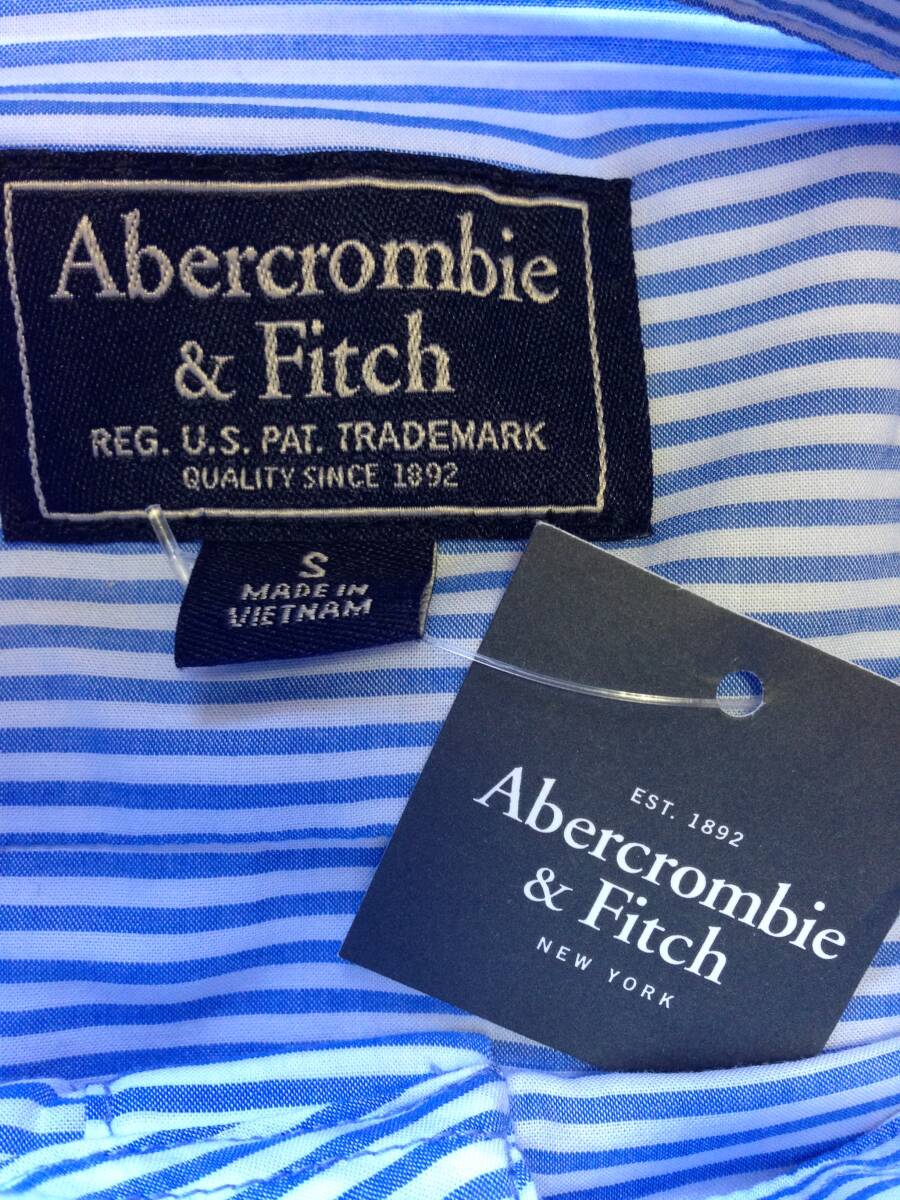 Abercrombie
& Fitch
REG. U.S. PAT. TRADEMARK
QUALITY SINCE 1892
S
MADE IN
VIETNAM
EST. 1892
Abercrombie
& Fitch
NEW YORK